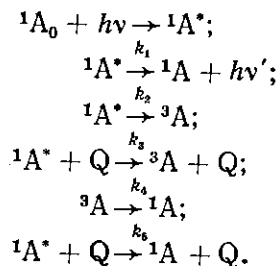 ¹A₀ + hν → ¹A*;
¹A* →^{k₁} ¹A + hν′;
¹A* →^{k₂} ³A;
¹A* + Q →^{k₃} ³A + Q;
³A →^{k₄} ¹A;
¹A* + Q →^{k₅} ¹A + Q.